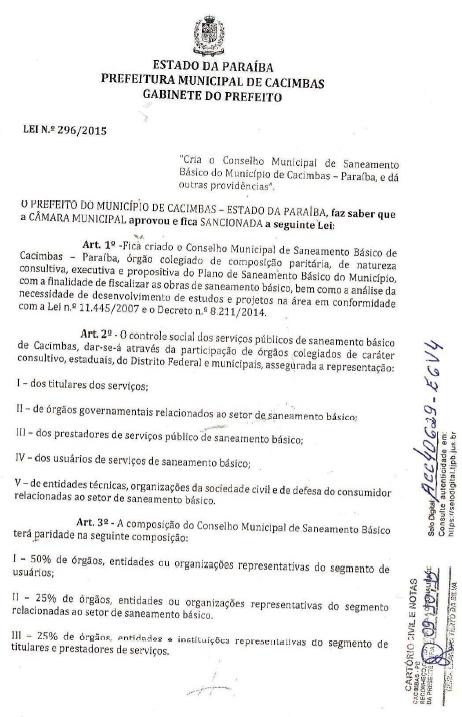 ESTADO DA PARAÍBA
PREFEITURA MUNICIPAL DE CACIMBAS
GABINETE DO PREFEITO
LEI N.º 296/2015
"Cria o Conselho Municipal de Saneamento
Básico do Município de Cacimbas – Paraíba, e dá
outras providências".
O PREFEITO DO MUNICÍPIO DE CACIMBAS – ESTADO DA PARAÍBA, faz saber que
a CÂMARA MUNICIPAL aprovou e fica SANCIONADA a seguinte Lei:
Art. 1º -Fica criado o Conselho Municipal de Saneamento Básico de
Cacimbas – Paraíba, órgão colegiado de composição paritária, de natureza
consultiva, executiva e propositiva do Plano de Saneamento Básico do Município,
com a finalidade de fiscalizar as obras de saneamento básico, bem como a análise da
necessidade de desenvolvimento de estudos e projetos na área em conformidade
com a Lei n.º 11.445/2007 e o Decreto n.º 8.211/2014.
Art. 2º - O controle social dos serviços públicos de saneamento básico
de Cacimbas, dar-se-á através da participação de órgãos colegiados de caráter
consultivo, estaduais, do Distrito Federal e municipais, assegurada a representação:
I – dos titulares dos serviços;
II – de órgãos governamentais relacionados ao setor de saneamento básico;
III – dos prestadores de serviços público de saneamento básico;
IV – dos usuários de serviços de saneamento básico;
V – de entidades técnicas, organizações da sociedade civil e de defesa do consumidor
relacionadas ao setor de saneamento básico.
Art. 3º - A composição do Conselho Municipal de Saneamento Básico
terá paridade na seguinte composição:
I – 50% de órgãos, entidades ou organizações representativas do segmento de
usuários;
II – 25% de órgãos, entidades ou organizações representativas do segmento
relacionadas ao setor de saneamento básico.
III – 25% de órgãos, entidades e instituições representativas do segmento de
titulares e prestadores de serviços.
Selo Digital: ACC40629-E6V4
Consulte autenticidade em:
https://selodigital.tjpb.jus.br
CARTÓRIO CIVIL E NOTAS
CACIMBAS - PB